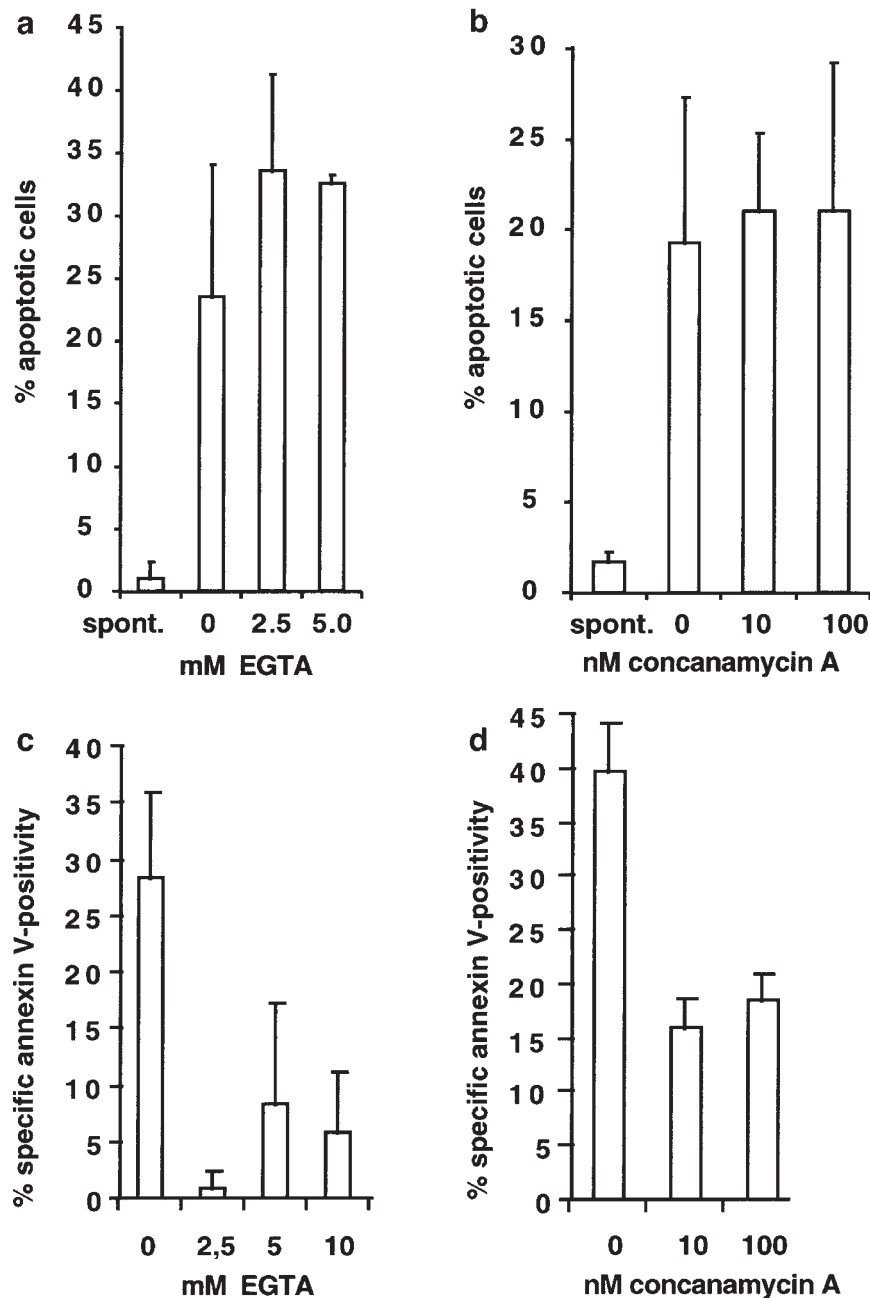 a
% apoptotic cells
45
40
35
30
25
20
15
10
5
0
spont. 0 2.5 5.0
mM EGTA
b
% apoptotic cells
30
25
20
15
10
5
0
spont. 0 10 100
nM concanamycin A
c
% specific annexin V-positivity
40
35
30
25
20
15
10
5
0
0 2,5 5 10
mM EGTA
d
% specific annexin V-positivity
45
40
35
30
25
20
15
10
5
0
0 10 100
nM concanamycin A